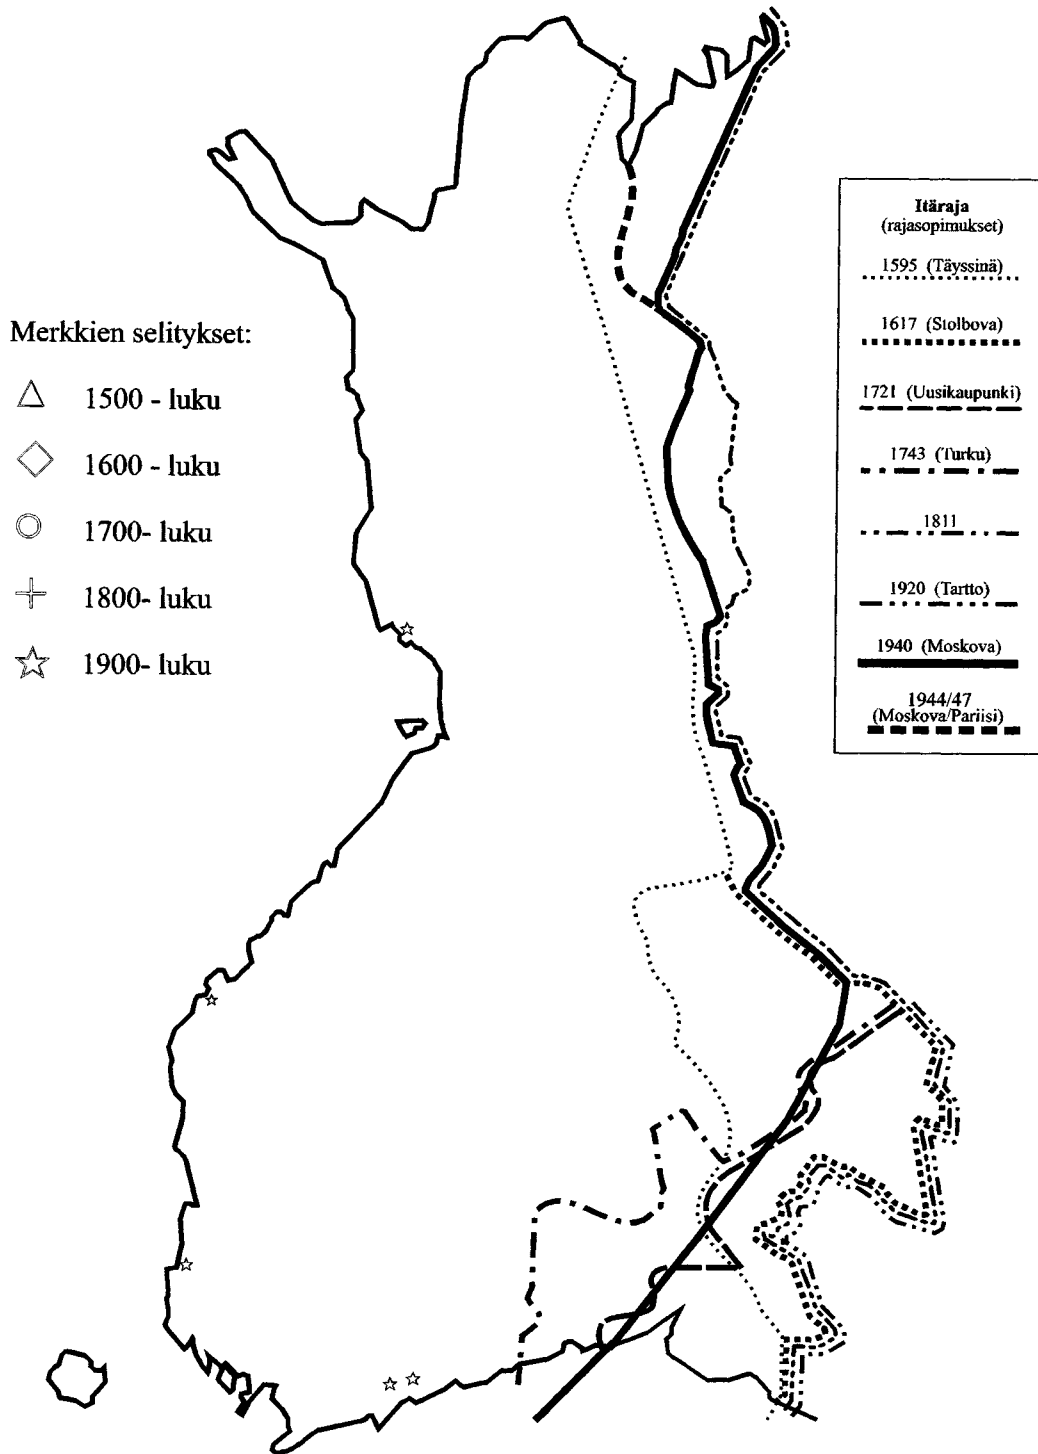 Merkkien selitykset:
1500 - luku
1600 - luku
1700- luku
1800- luku
1900- luku
Itäraja
(rajasopimukset)
1595 (Täyssinä)
1617 (Stolbova)
1721 (Uusikaupunki)
1743 (Turku)
1811
1920 (Tartto)
1940 (Moskova)
1944/47
(Moskova/Pariisi)